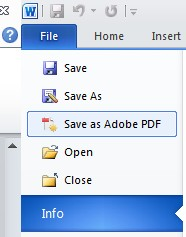 W
File Home Insert
Save
Save As
Save as Adobe PDF
Open
Close
Info